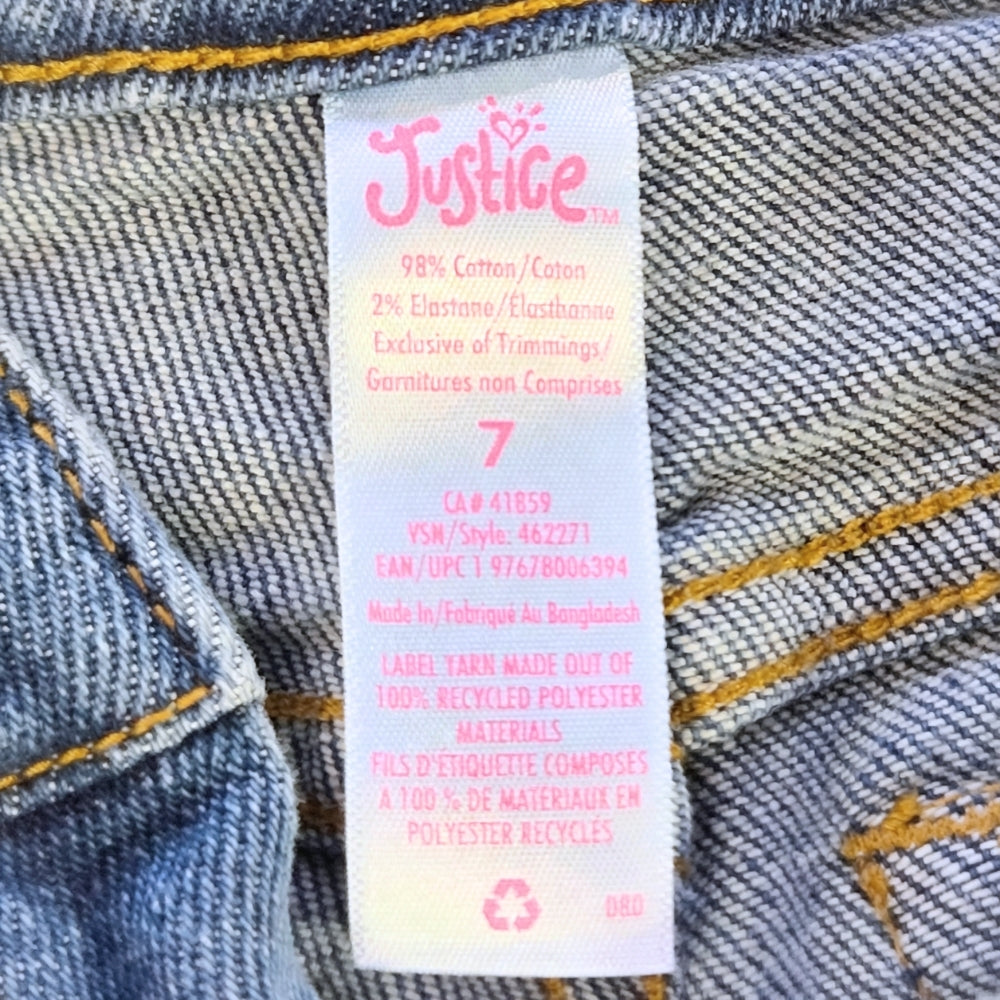 Justice™
98% Cotton/Coton
2% Elastane/Élasthanne
Exclusive of Trimmings/
Garnitures non Comprises
7
CA# 41859
VSN/Style: 462271
EAN/UPC 1 97678006394
Made In/Fabriqué Au Bangladesh
LABEL YARN MADE OUT OF
100% RECYCLED POLYESTER
MATERIALS
FILS D'ÉTIQUETTE COMPOSÉS
À 100 % DE MATÉRIAUX EN
POLYESTER RECYCLÉS
080